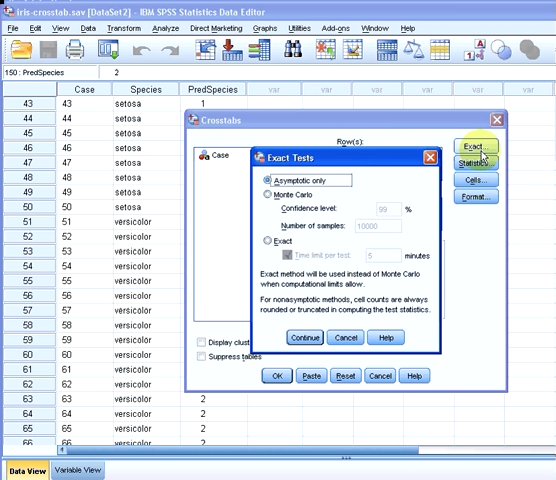 iris-crosstab.sav [DataSet2] - IBM SPSS Statistics Data Editor
File Edit View Data Transform Analyze Direct Marketing Graphs Utilities Add-ons Window Help
150 : PredSpecies 2
Case Species PredSpecies var var var var var var
43 43 setosa 1
44 44 setosa
45 45 setosa
46 46 setosa
47 47 setosa
48 48 setosa
49 49 setosa
50 50 setosa
51 51 versicolor
52 52 versicolor
53 53 versicolor
54 54 versicolor
55 55 versicolor
56 56 versicolor
57 57 versicolor
58 58 versicolor
59 59 versicolor
60 60 versicolor
61 61 versicolor
62 62 versicolor
63 63 versicolor 2
64 64 versicolor 2
65 65 versicolor 2
66 66 versicolor 2
Crosstabs
Row(s):
Case
Exact...
Statistics...
Cells...
Format...
Exact Tests
Asymptotic only
Monte Carlo
Confidence level: 99 %
Number of samples: 10000
Exact
Time limit per test: 5 minutes
Exact method will be used instead of Monte Carlo
when computational limits allow.
For nonasymptotic methods, cell counts are always
rounded or truncated in computing the test statistics.
Continue Cancel Help
Display clust
Suppress tables
OK Paste Reset Cancel Help
Data View Variable View